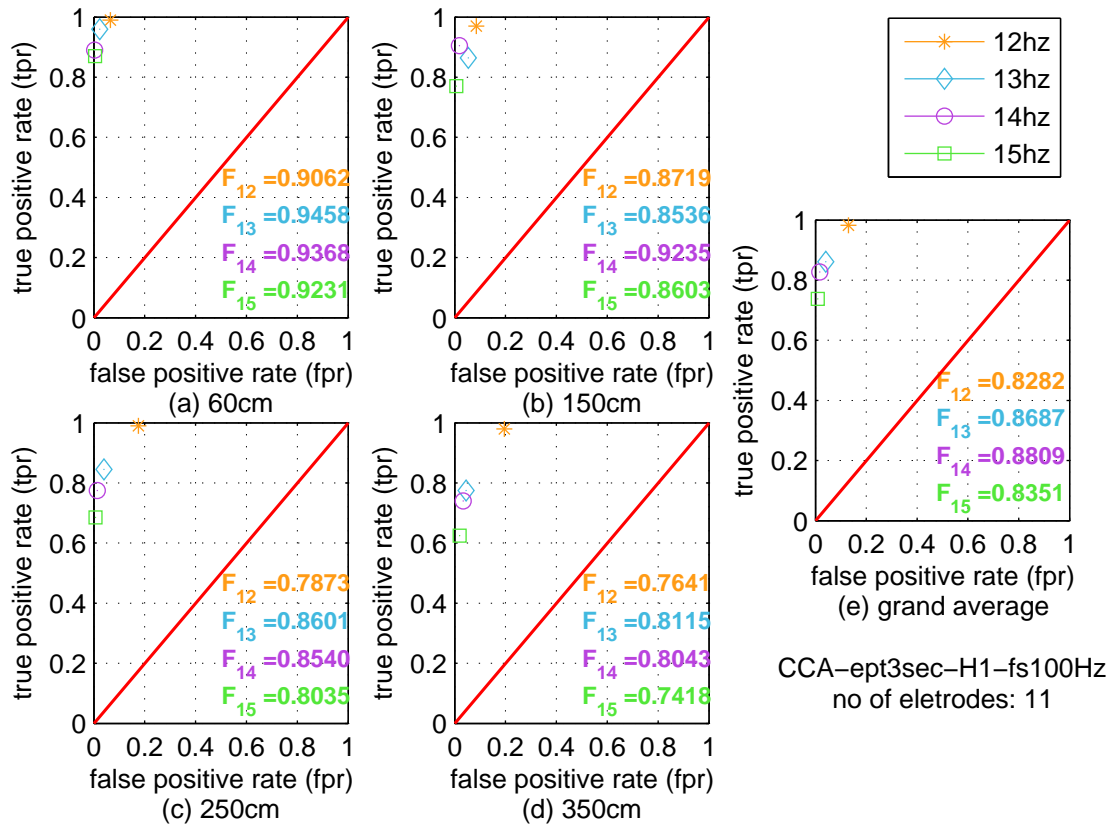 true positive rate (tpr)
1
0.8
0.6
0.4
0.2
0
F12 =0.9062
F13 =0.9458
F14 =0.9368
F15 =0.9231
0 0.2 0.4 0.6 0.8 1
false positive rate (fpr)
(a) 60cm
true positive rate (tpr)
1
0.8
0.6
0.4
0.2
0
F12 =0.8719
F13 =0.8536
F14 =0.9235
F15 =0.8603
0 0.2 0.4 0.6 0.8 1
false positive rate (fpr)
(b) 150cm
12hz
13hz
14hz
15hz
true positive rate (tpr)
1
0.8
0.6
0.4
0.2
0
F12 =0.8282
F13 =0.8687
F14 =0.8809
F15 =0.8351
0 0.2 0.4 0.6 0.8 1
false positive rate (fpr)
(e) grand average
true positive rate (tpr)
1
0.8
0.6
0.4
0.2
0
F12 =0.7873
F13 =0.8601
F14 =0.8540
F15 =0.8035
0 0.2 0.4 0.6 0.8 1
false positive rate (fpr)
(c) 250cm
true positive rate (tpr)
1
0.8
0.6
0.4
0.2
0
F12 =0.7641
F13 =0.8115
F14 =0.8043
F15 =0.7418
0 0.2 0.4 0.6 0.8 1
false positive rate (fpr)
(d) 350cm
CCA−ept3sec−H1−fs100Hz
no of eletrodes: 11